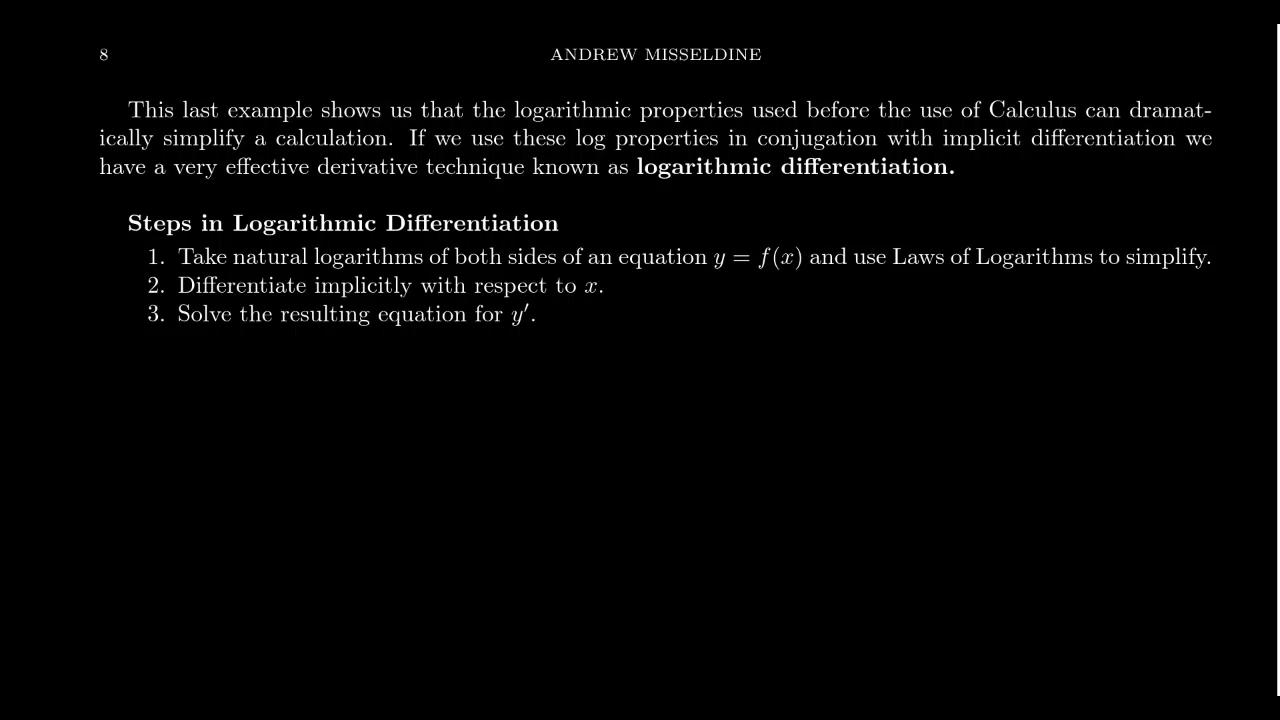 8
ANDREW MISSELDINE
This last example shows us that the logarithmic properties used before the use of Calculus can dramat-
ically simplify a calculation. If we use these log properties in conjugation with implicit differentiation we
have a very effective derivative technique known as logarithmic differentiation.
Steps in Logarithmic Differentiation
1. Take natural logarithms of both sides of an equation y = f(x) and use Laws of Logarithms to simplify.
2. Differentiate implicitly with respect to x.
3. Solve the resulting equation for y′.